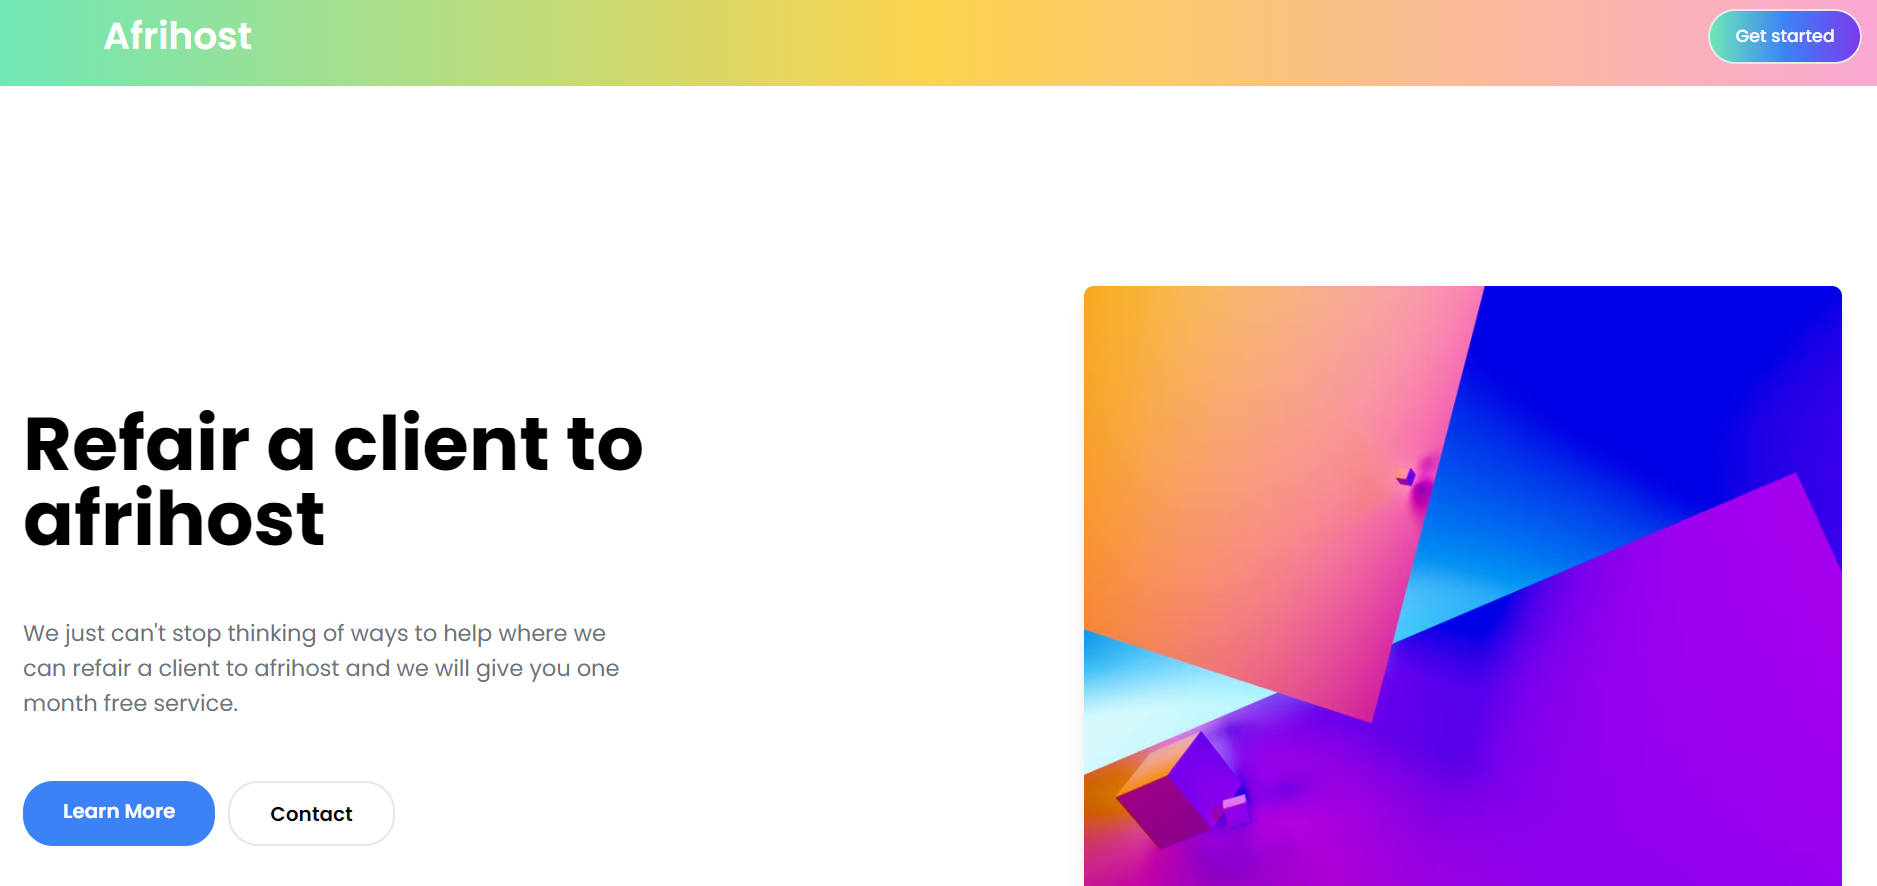 Afrihost
Get started
Refair a client to
afrihost
We just can't stop thinking of ways to help where we
can refair a client to afrihost and we will give you one
month free service.
Learn More
Contact